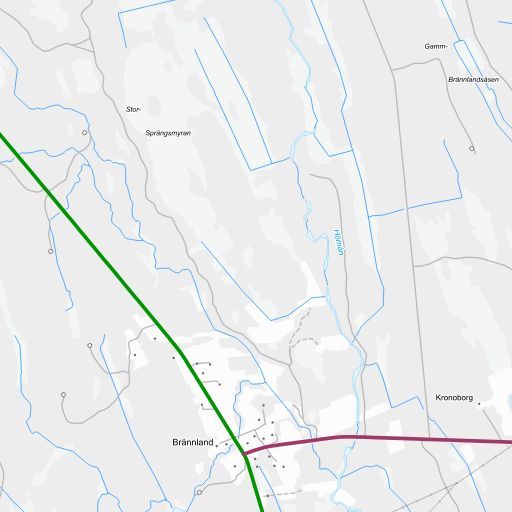 Gamm-
Brännlandsåsen
Stor-
Sprängsmyran
Hörnån
Kronoborg
Brännland